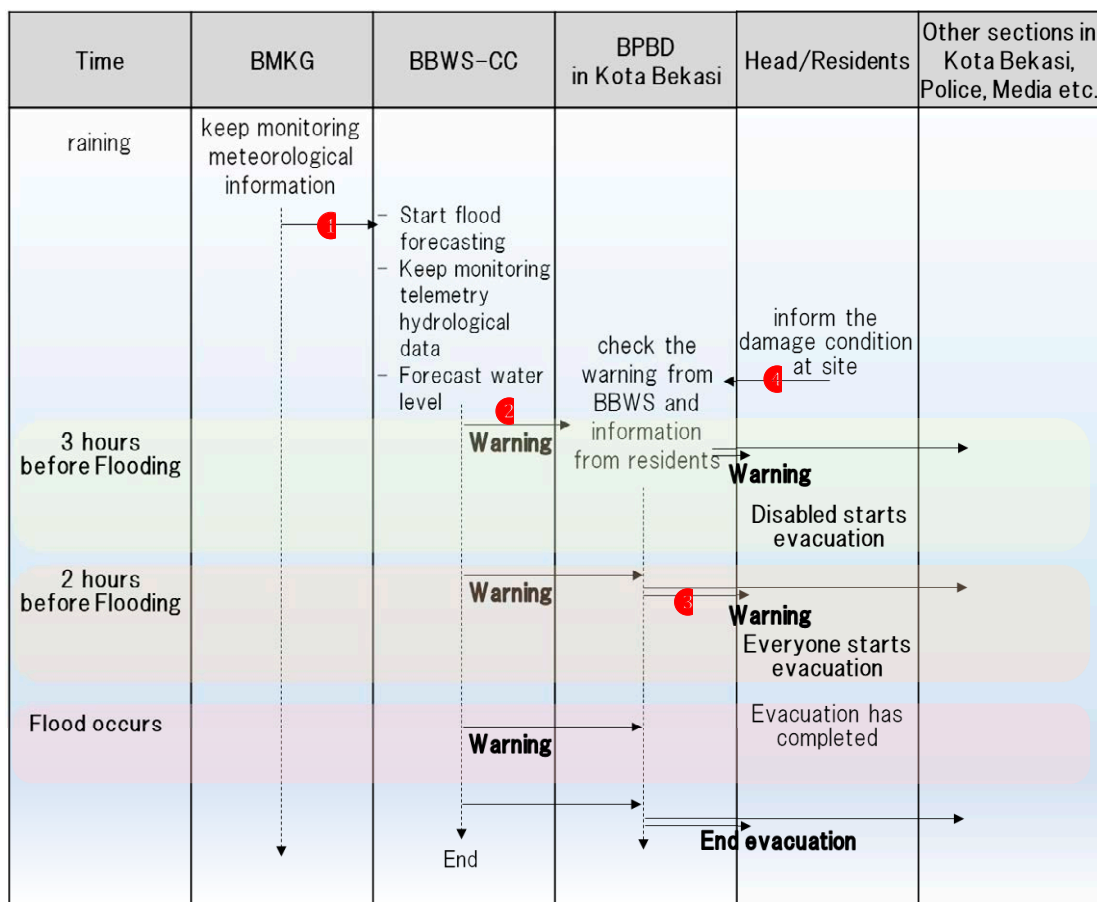 Time
BMKG
BBWS-CC
BPBD
in Kota Bekasi
Head/Residents
Other sections in
Kota Bekasi,
Police, Media etc.
raining
keep monitoring
meteorological
information
1
- Start flood
forecasting
- Keep monitoring
telemetry
hydrological
data
- Forecast water
level
2
Warning
check the
warning from
BBWS and
information
from residents
inform the
damage condition
at site
4
3 hours
before Flooding
Warning
Disabled starts
evacuation
2 hours
before Flooding
Warning
3
Warning
Everyone starts
evacuation
Flood occurs
Warning
Evacuation has
completed
End
End evacuation